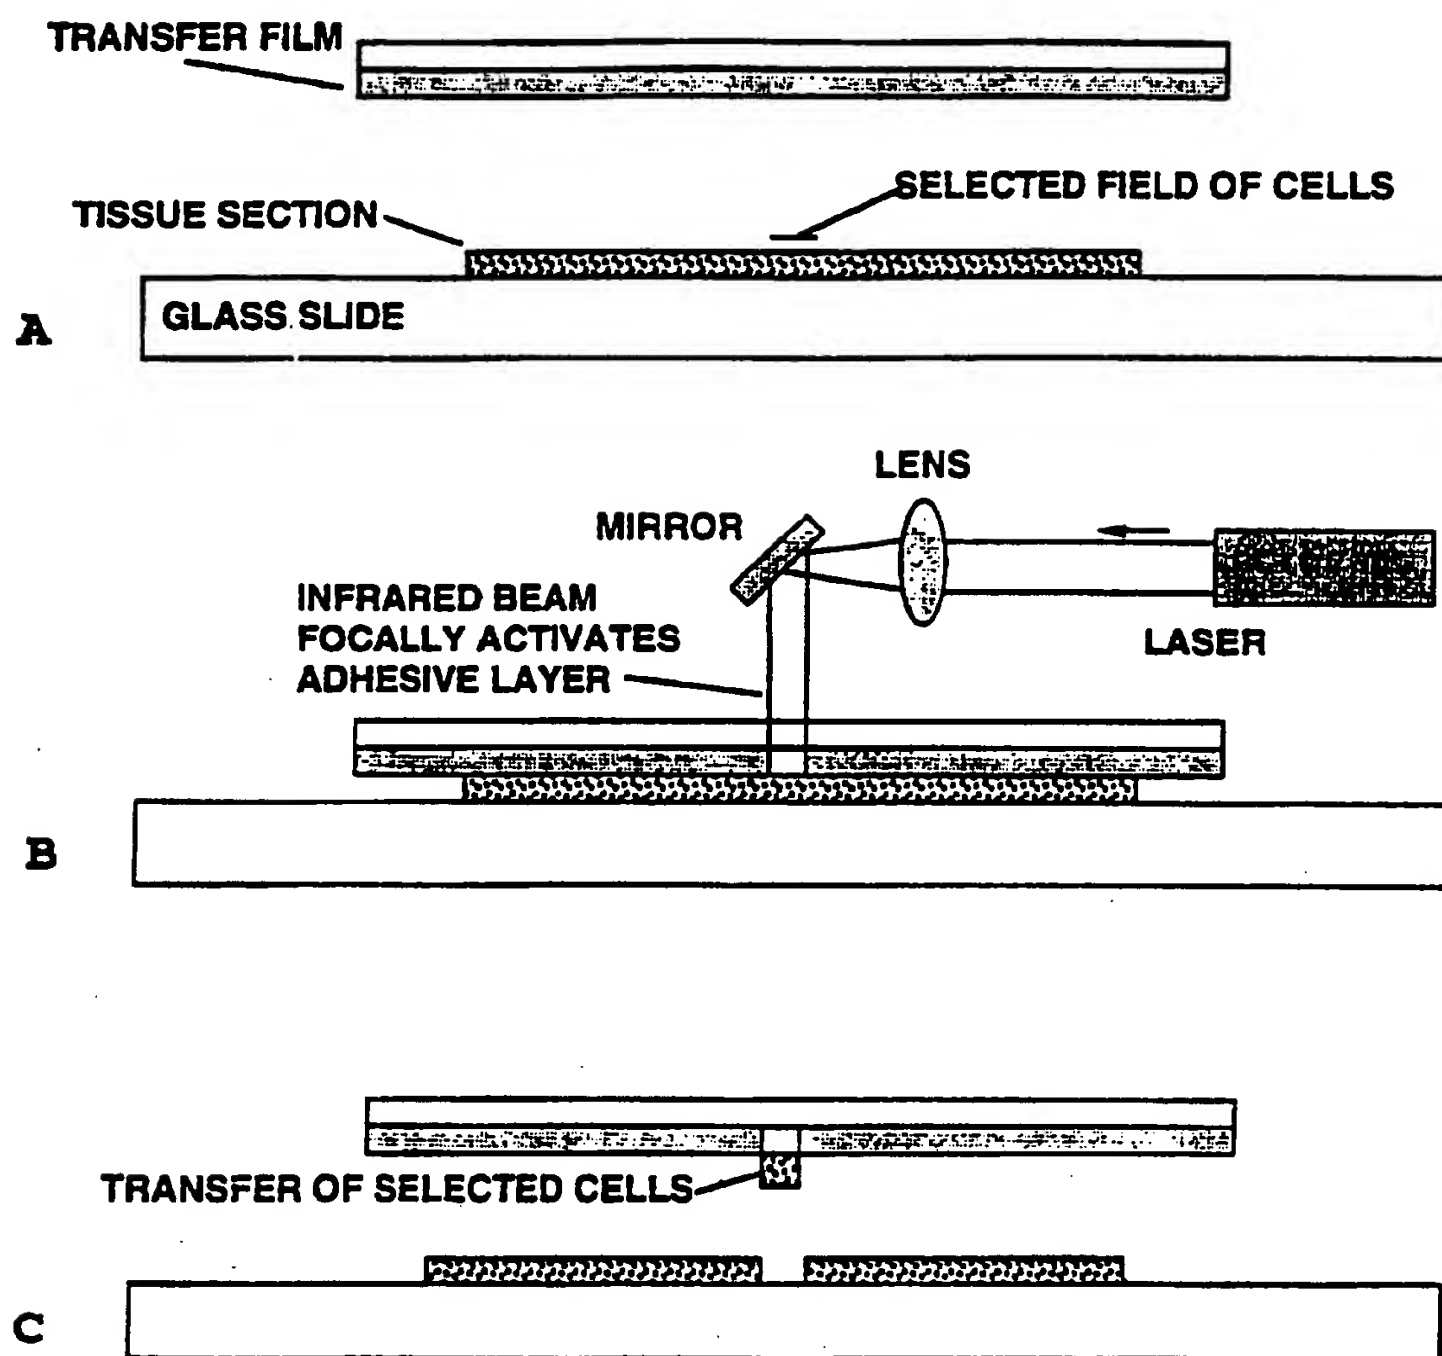 TRANSFER FILM
SELECTED FIELD OF CELLS
TISSUE SECTION
GLASS SLIDE
A
LENS
MIRROR
INFRARED BEAM
FOCALLY ACTIVATES
ADHESIVE LAYER
LASER
B
TRANSFER OF SELECTED CELLS
C